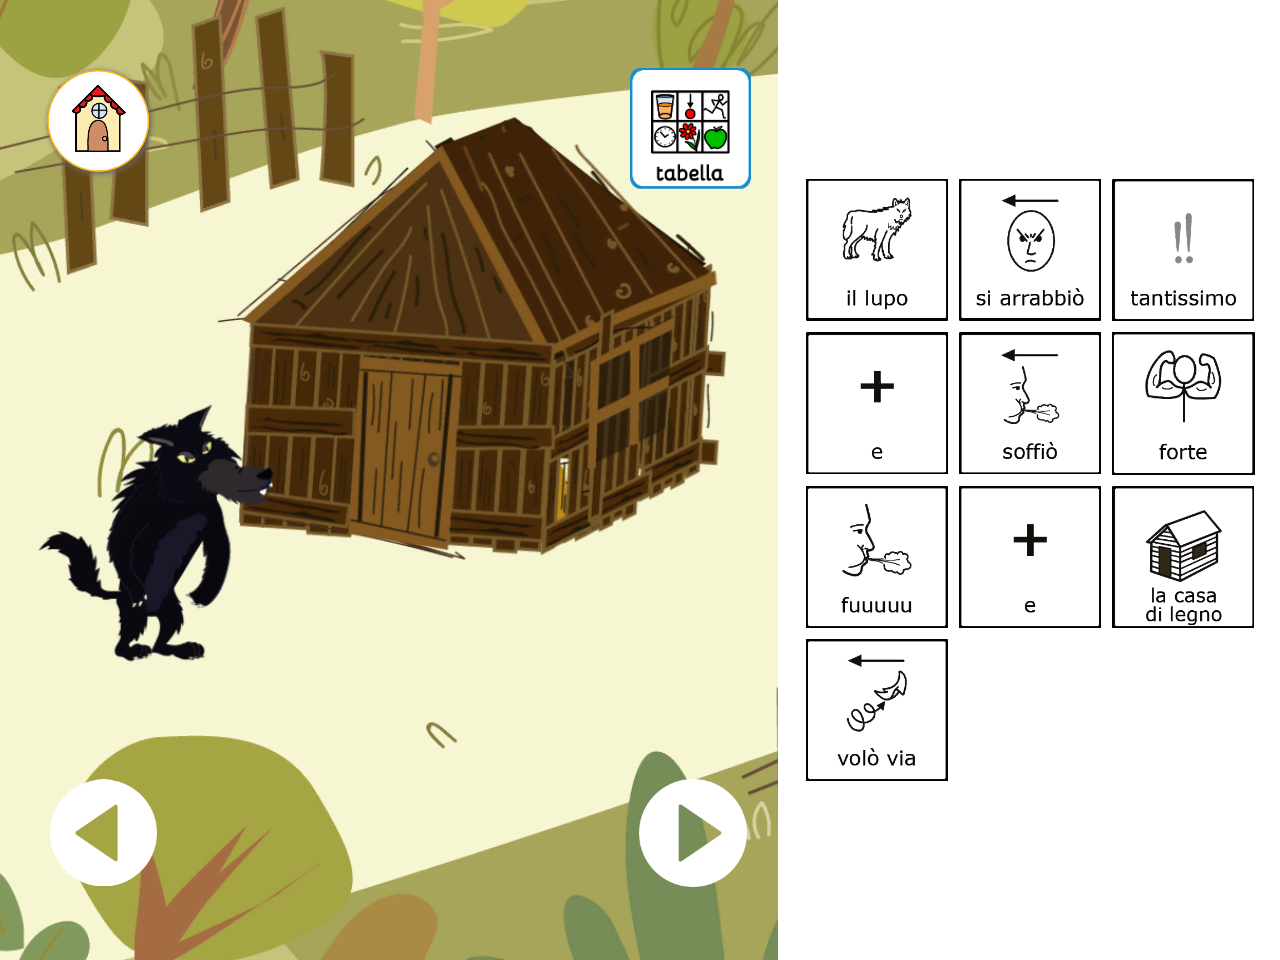 tabella
il lupo
si arrabbiò
tantissimo
!!
+
e
soffiò
forte
fuuuuu
+
e
la casa
di legno
volò via